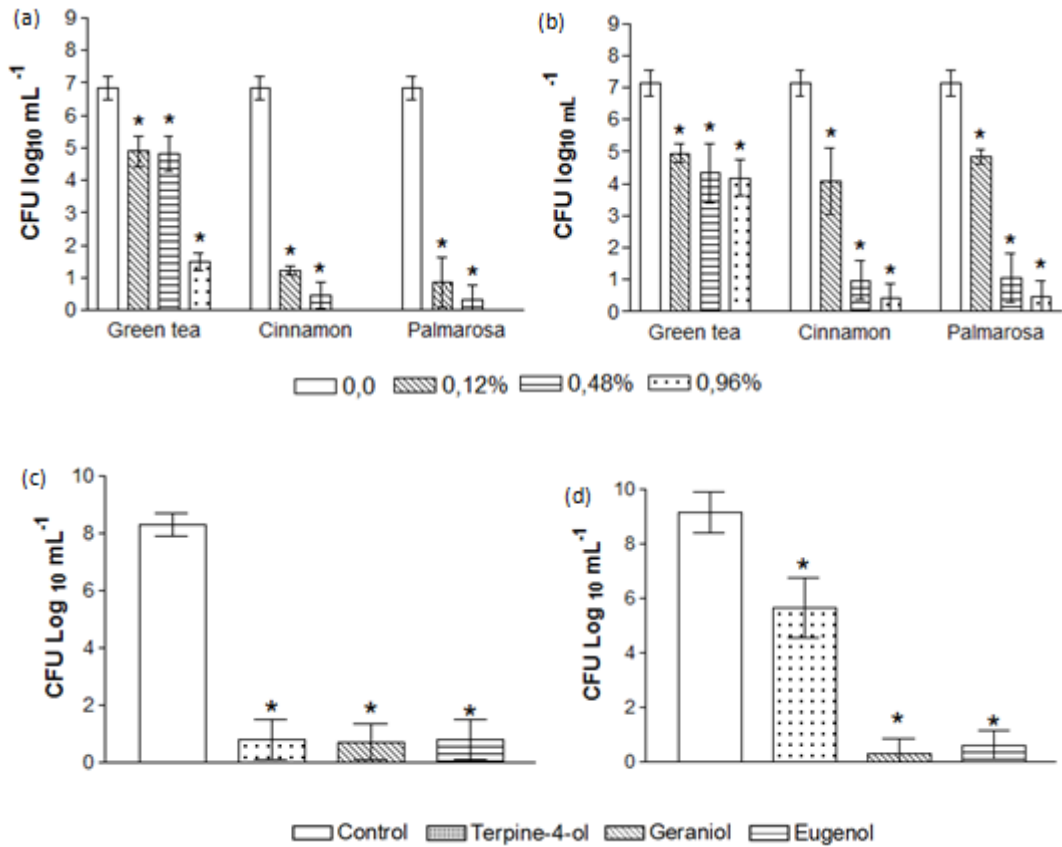 (a)
CFU log10 mL -1
9
8
7
6
5
4
3
2
1
0
* * *
* *
* *
Green tea Cinnamon Palmarosa
(b)
CFU log10 mL -1
9
8
7
6
5
4
3
2
1
0
* * *
* * *
* * *
Green tea Cinnamon Palmarosa
0,0 0,12% 0,48% 0,96%
(c)
CFU Log 10 mL -1
10
8
6
4
2
0
* * *
(d)
CFU Log 10 mL -1
10
8
6
4
2
0
* * *
Control Terpine-4-ol Geraniol Eugenol